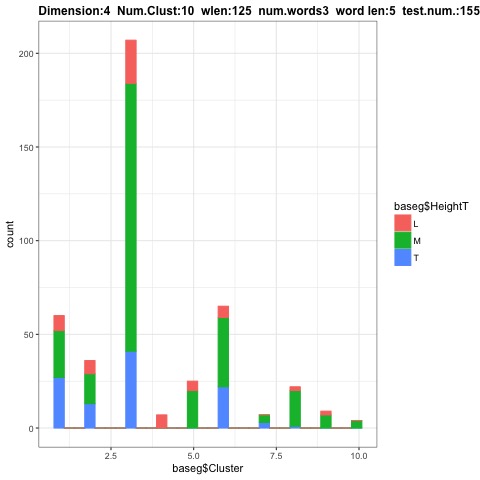 Dimension:4  Num.Clust:10  wlen:125  num.words3  word len:5  test.num.:155
200
150
100
50
0
count
2.5
5.0
7.5
10.0
baseg$Cluster
baseg$HeightT
L
M
T